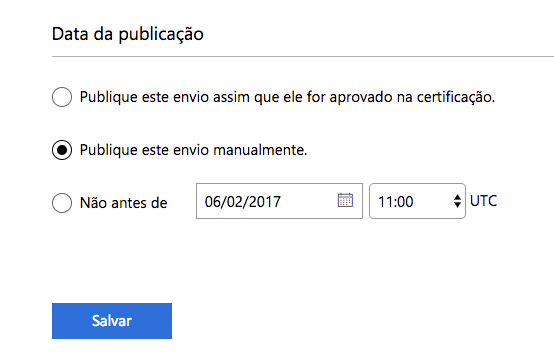 Data da publicação
Publique este envio assim que ele for aprovado na certificação.
Publique este envio manualmente.
Não antes de 06/02/2017 11:00 UTC
Salvar